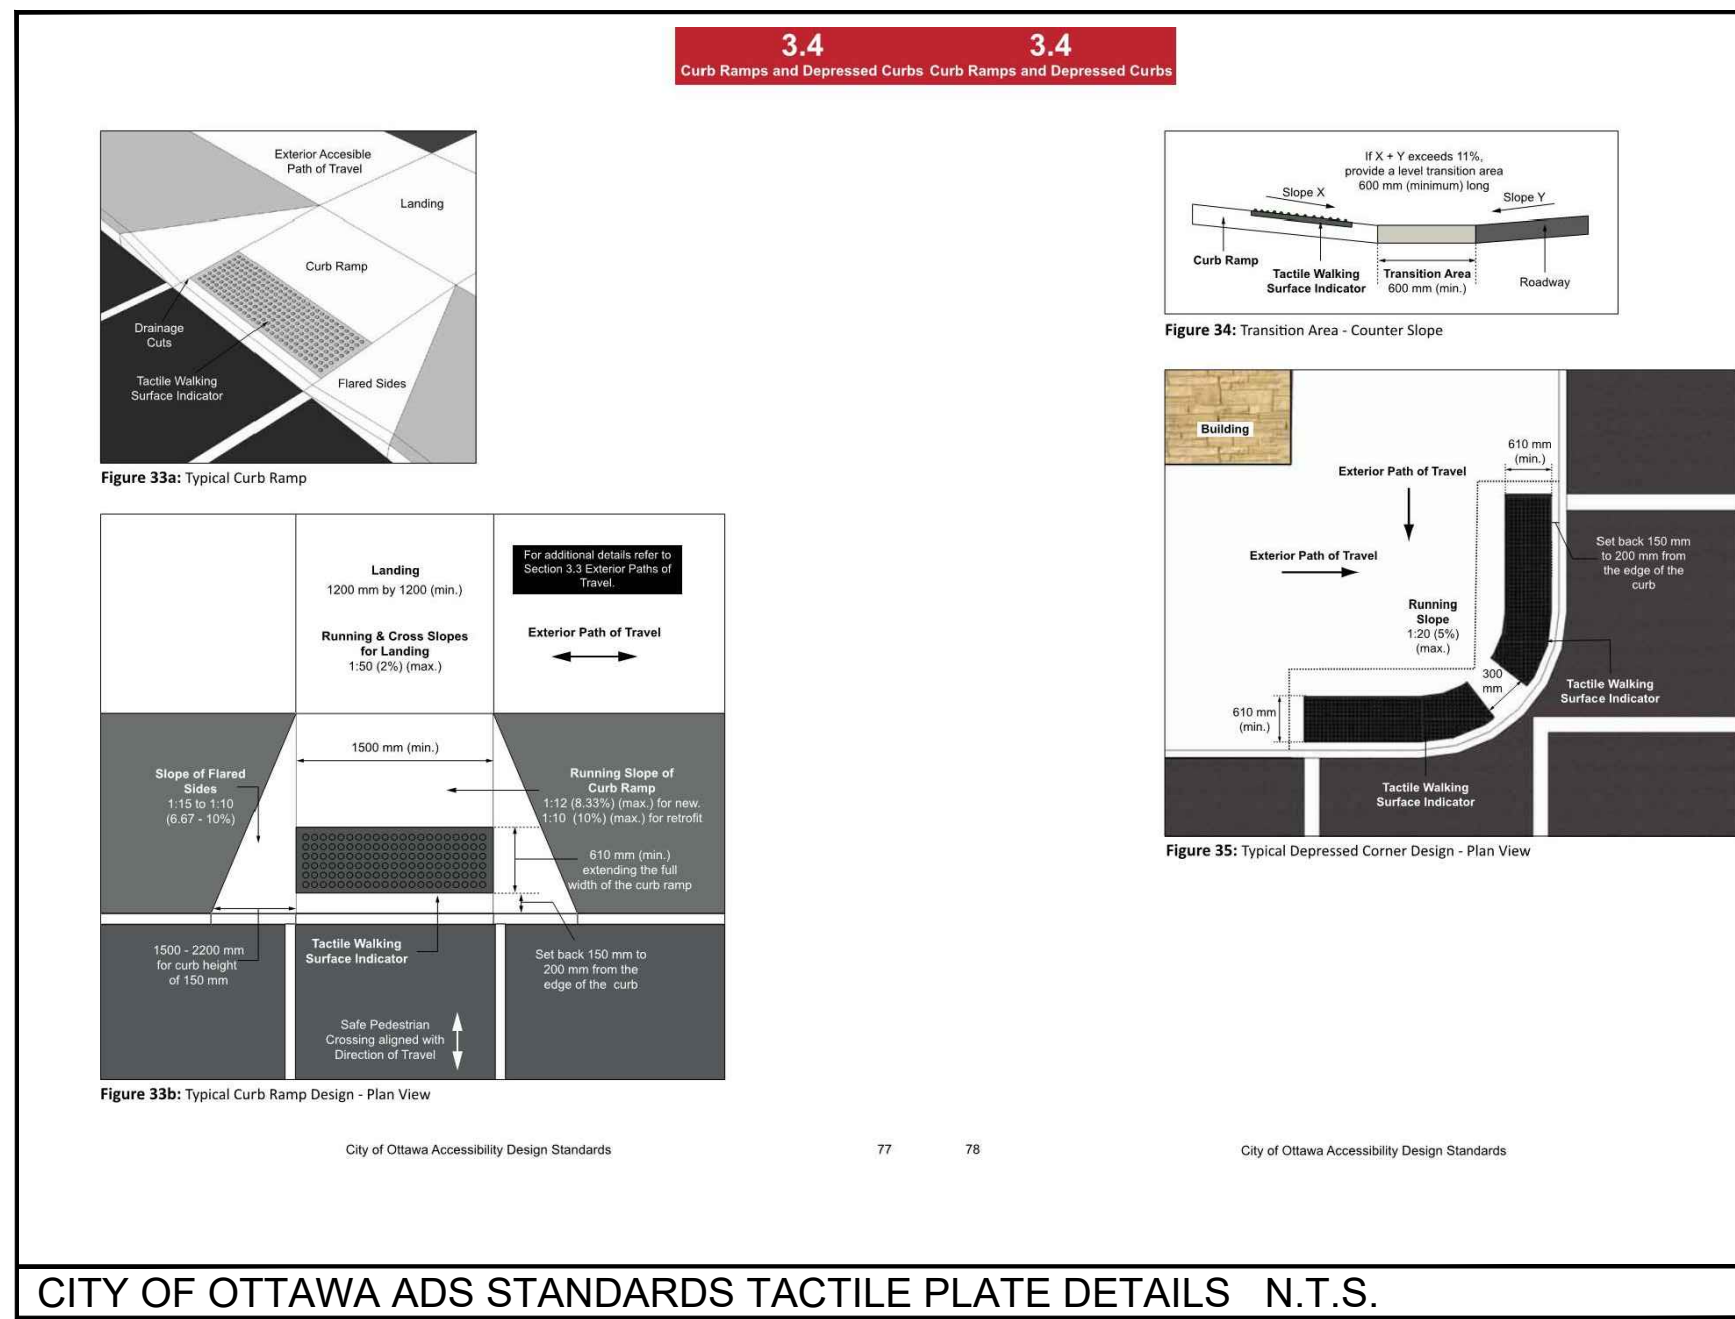 3.4
Curb Ramps and Depressed Curbs
3.4
Curb Ramps and Depressed Curbs
Exterior Accesible
Path of Travel
Landing
Curb Ramp
Drainage
Cuts
Tactile Walking
Surface Indicator
Flared Sides
Figure 33a: Typical Curb Ramp
Landing
1200 mm by 1200 (min.)
Running & Cross Slopes
for Landing
1:50 (2%) (max.)
For additional details refer to
Section 3.3 Exterior Paths of
Travel.
Exterior Path of Travel
1500 mm (min.)
Slope of Flared
Sides
1:15 to 1:10
(6.67 - 10%)
Running Slope of
Curb Ramp
1:12 (8.33%) (max.) for new.
1:10 (10%) (max.) for retrofit
610 mm (min.)
extending the full
width of the curb ramp
1500 - 2200 mm
for curb height
of 150 mm
Tactile Walking
Surface Indicator
Set back 150 mm to
200 mm from the
edge of the curb
Safe Pedestrian
Crossing aligned with
Direction of Travel
Figure 33b: Typical Curb Ramp Design - Plan View
City of Ottawa Accessibility Design Standards
77
If X + Y exceeds 11%,
provide a level transition area
600 mm (minimum) long
Slope X
Slope Y
Curb Ramp
Tactile Walking
Surface Indicator
Transition Area
600 mm (min.)
Roadway
Figure 34: Transition Area - Counter Slope
Building
610 mm
(min.)
Exterior Path of Travel
Exterior Path of Travel
Set back 150 mm
to 200 mm from
the edge of the
curb
Running
Slope
1:20 (5%)
(max.)
300
mm
Tactile Walking
Surface Indicator
610 mm
(min.)
Tactile Walking
Surface Indicator
Figure 35: Typical Depressed Corner Design - Plan View
78
City of Ottawa Accessibility Design Standards
CITY OF OTTAWA ADS STANDARDS TACTILE PLATE DETAILS N.T.S.